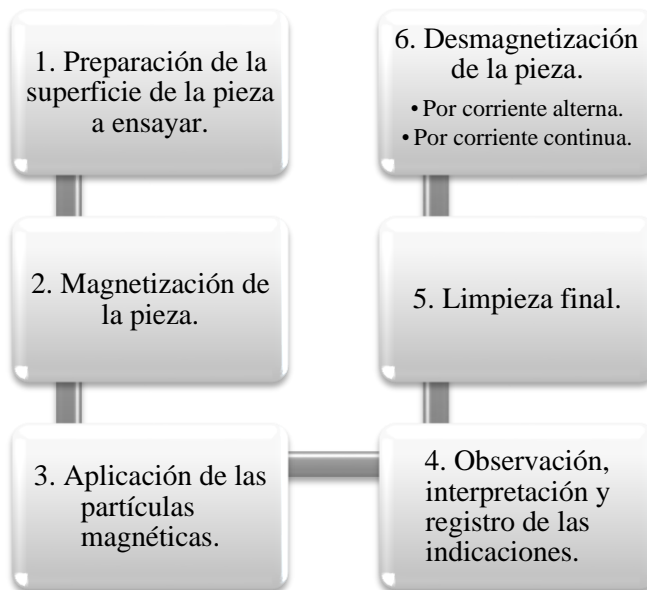 1. Preparación de la
superficie de la pieza
a ensayar.
2. Magnetización de
la pieza.
3. Aplicación de las
partículas
magnéticas.
4. Observación,
interpretación y
registro de las
indicaciones.
5. Limpieza final.
6. Desmagnetización
de la pieza.
• Por corriente alterna.
• Por corriente continua.